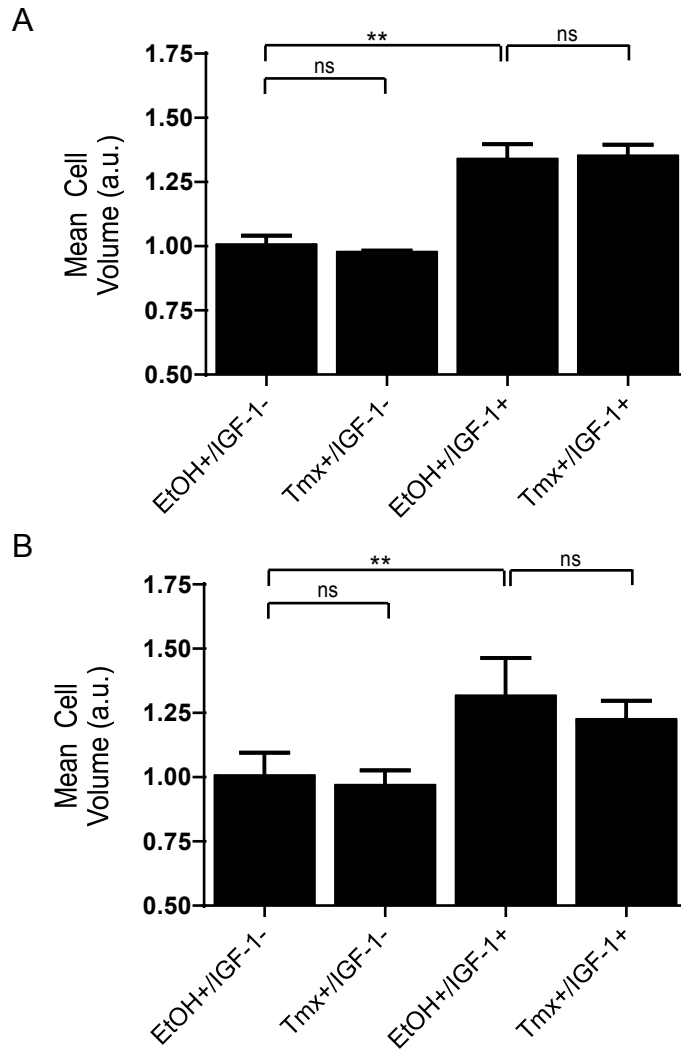 A
**
ns
ns
1.75
1.50
1.25
1.00
0.75
0.50
Mean Cell
Volume (a.u.)
EtOH+/IGF-1-
Tmx+/IGF-1-
EtOH+/IGF-1+
Tmx+/IGF-1+
B
**
ns
ns
1.75
1.50
1.25
1.00
0.75
0.50
Mean Cell
Volume (a.u.)
EtOH+/IGF-1-
Tmx+/IGF-1-
EtOH+/IGF-1+
Tmx+/IGF-1+